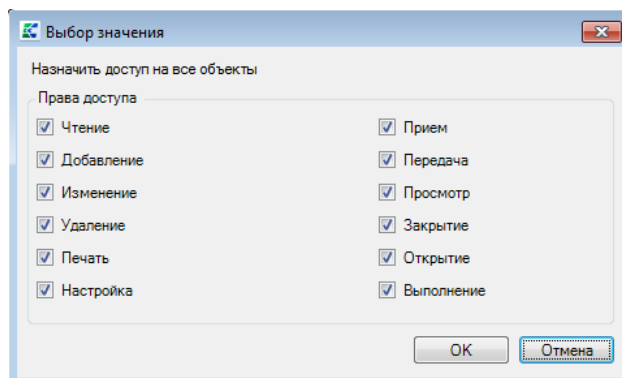 Выбор значения
Назначить доступ на все объекты
Права доступа
Чтение
Прием
Добавление
Передача
Изменение
Просмотр
Удаление
Закрытие
Печать
Открытие
Настройка
Выполнение
OK
Отмена